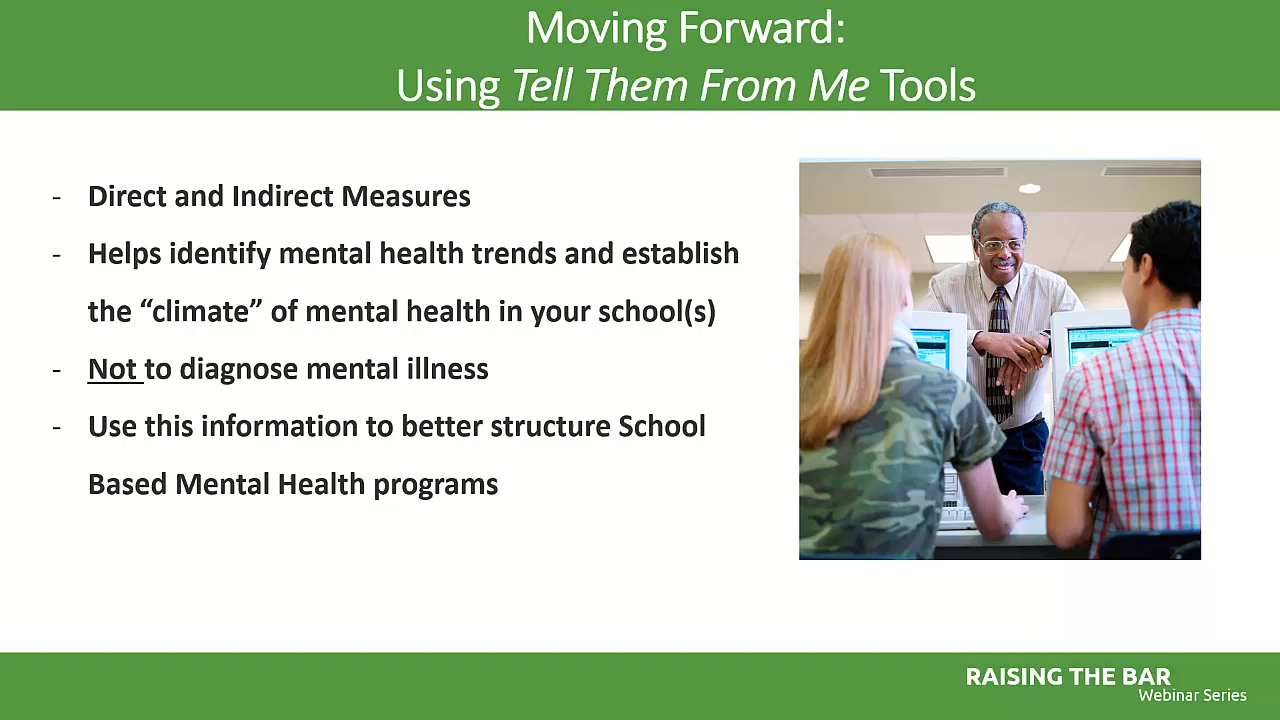 Moving Forward:
Using Tell Them From Me Tools
- Direct and Indirect Measures
- Helps identify mental health trends and establish
the “climate” of mental health in your school(s)
- Not to diagnose mental illness
- Use this information to better structure School
Based Mental Health programs
RAISING THE BAR
Webinar Series